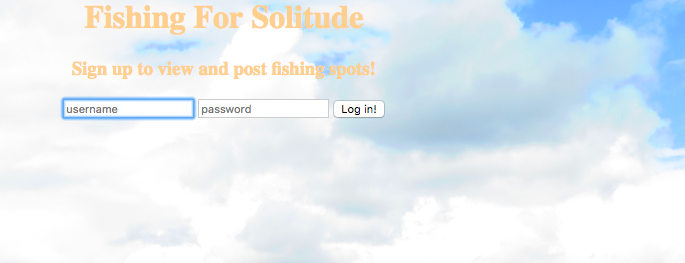 Fishing For Solitude
Sign up to view and post fishing spots!
username password Log in!